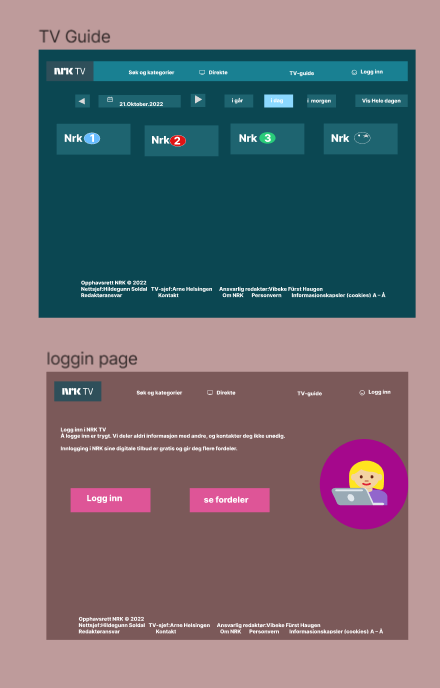 TV Guide
NRK TV Søk og kategorier Direkte TV-guide Logg inn
21.Oktober.2022 i går i dag i morgen Vis Hele dagen
Nrk 1 Nrk 2 Nrk 3 Nrk
Opphavsrett NRK © 2022
Nettsjef:Hildegunn Soldal TV-sjef:Arne Helsingen Ansvarlig redaktør:Vibeke Fürst Haugen
Redaktøransvar Kontakt Om NRK Personvern Informasjonskapsler (cookies) A - Å
loggin page
NRK TV Søk og kategorier Direkte TV-guide Logg inn
Logg inn i NRK TV
Å logge inn er trygt. Vi deler aldri informasjon med andre, og kontakter deg ikke unødig.
Innlogging i NRK sine digitale tilbud er gratis og gir deg flere fordeler.
Logg inn se fordeler
Opphavsrett NRK © 2022
Nettsjef:Hildegunn Soldal TV-sjef:Arne Helsingen Ansvarlig redaktør:Vibeke Fürst Haugen
Redaktøransvar Kontakt Om NRK Personvern Informasjonskapsler (cookies) A - Å